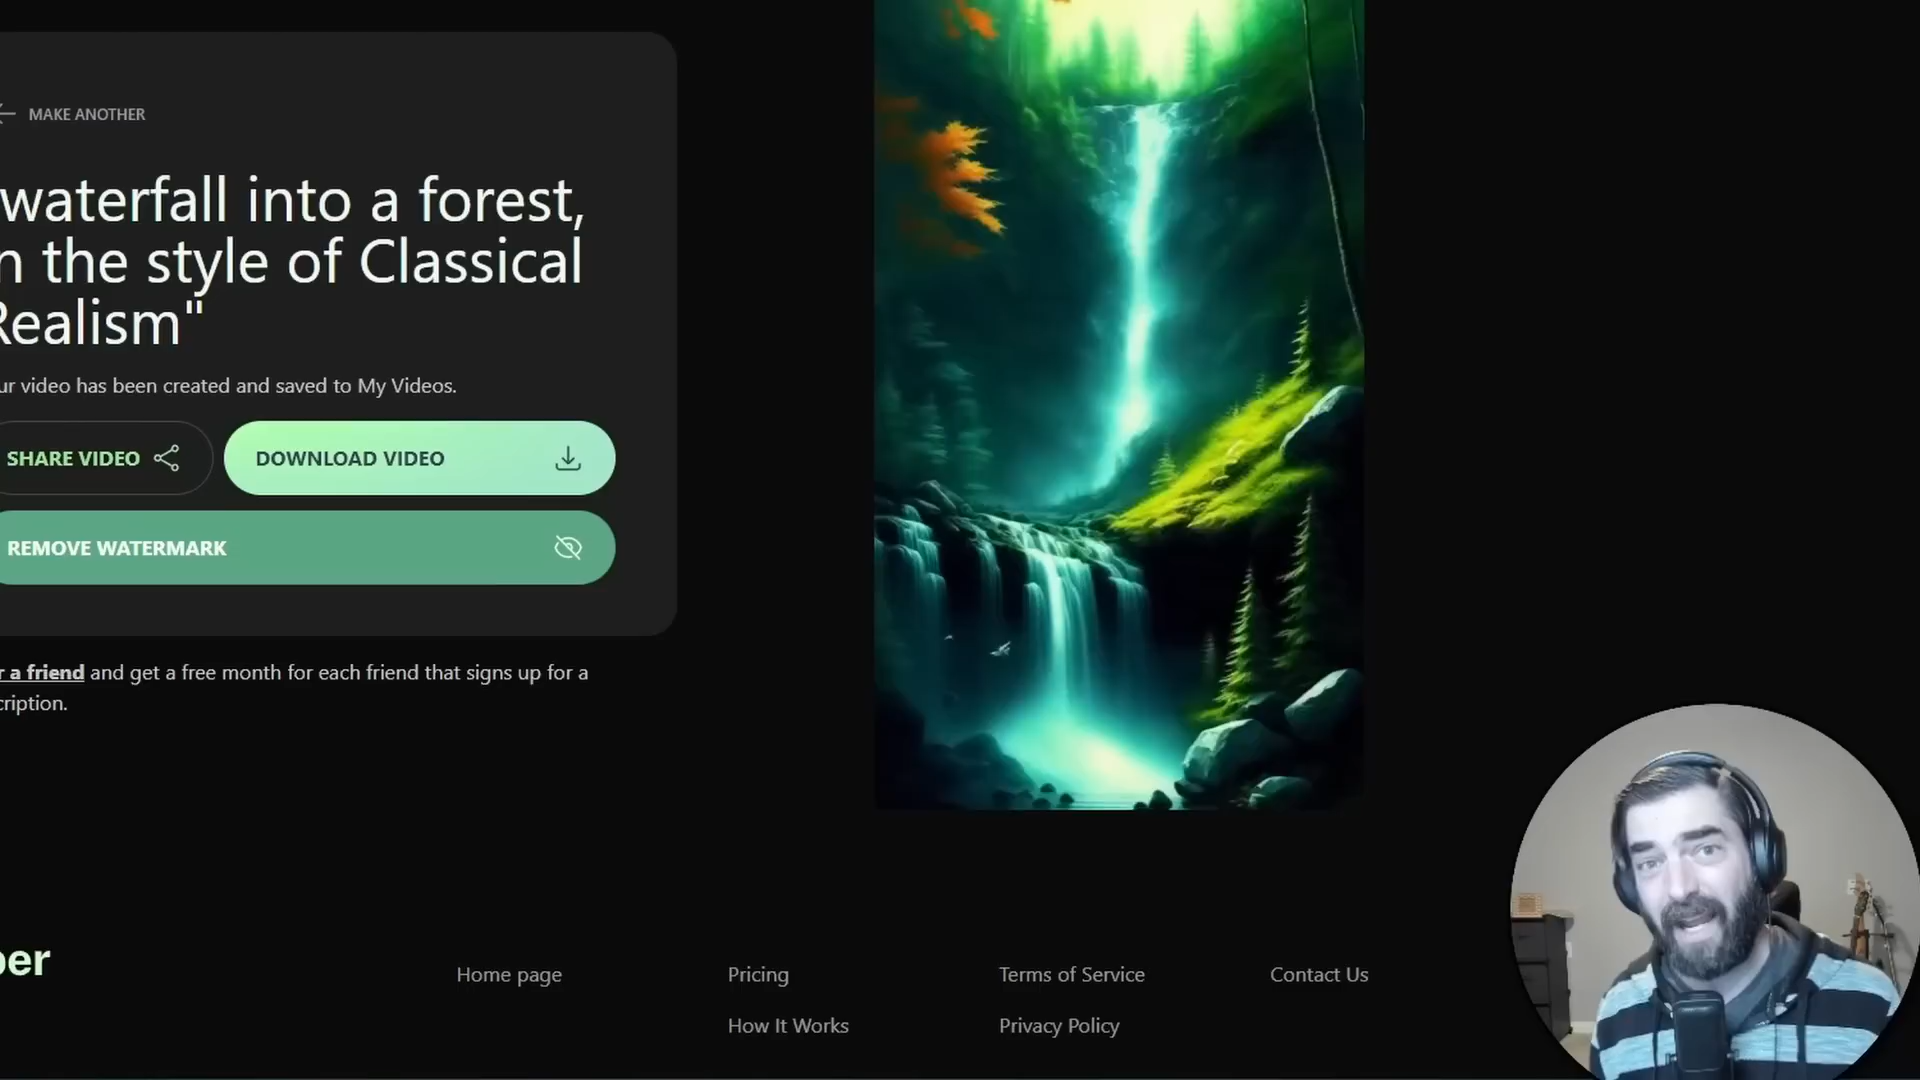 MAKE ANOTHER
waterfall into a forest,
n the style of Classical
Realism"
ur video has been created and saved to My Videos.
SHARE VIDEO
DOWNLOAD VIDEO
REMOVE WATERMARK
r a friend and get a free month for each friend that signs up for a
cription.
per
Home page
Pricing
Terms of Service
Contact Us
How It Works
Privacy Policy